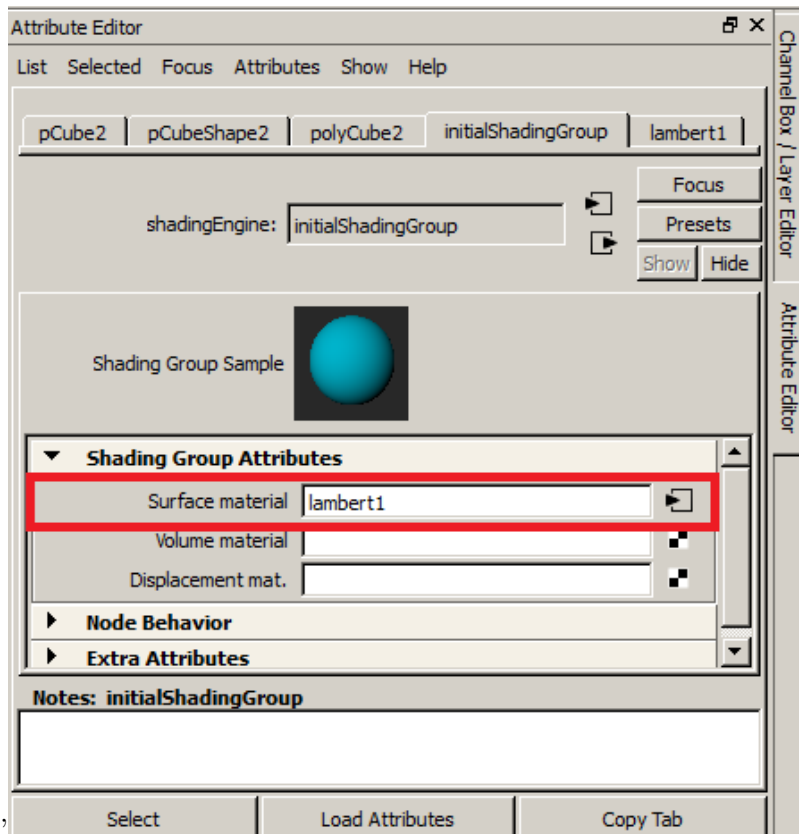 Attribute Editor
List Selected Focus Attributes Show Help
pCube2 pCubeShape2 polyCube2 initialShadingGroup lambert1
Focus
shadingEngine: initialShadingGroup
Presets
Show Hide
Shading Group Sample
Shading Group Attributes
Surface material lambert1
Volume material
Displacement mat.
Node Behavior
Extra Attributes
Notes: initialShadingGroup
, Select Load Attributes Copy Tab
Channel Box / Layer Editor
Attribute Editor